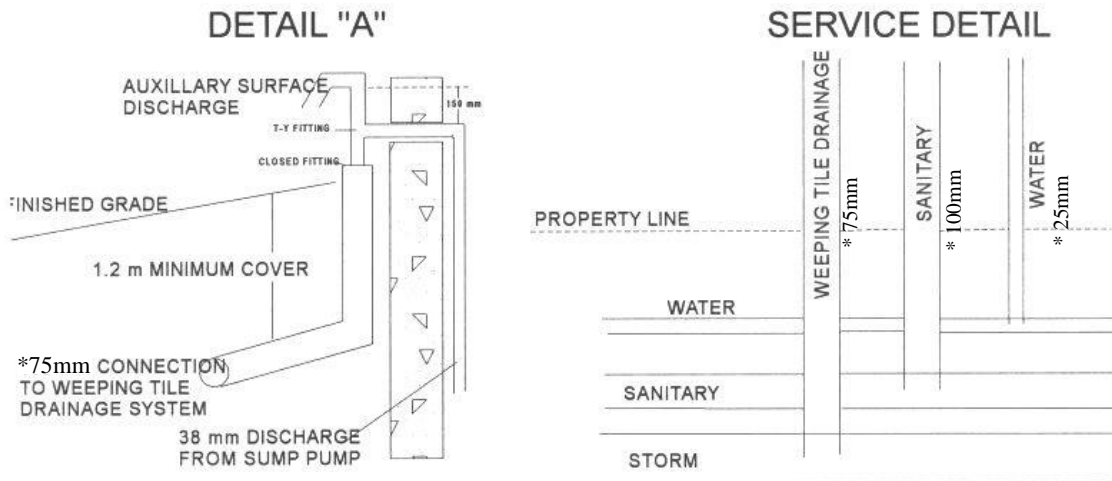 DETAIL "A"
AUXILLARY SURFACE
DISCHARGE
150 mm
T-Y FITTING
CLOSED FITTING
FINISHED GRADE
1.2 m MINIMUM COVER
*75mm CONNECTION
TO WEEPING TILE
DRAINAGE SYSTEM
38 mm DISCHARGE
FROM SUMP PUMP
SERVICE DETAIL
WEEPING TILE DRAINAGE
* 75mm
SANITARY
* 100mm
WATER
* 25mm
PROPERTY LINE
WATER
SANITARY
STORM